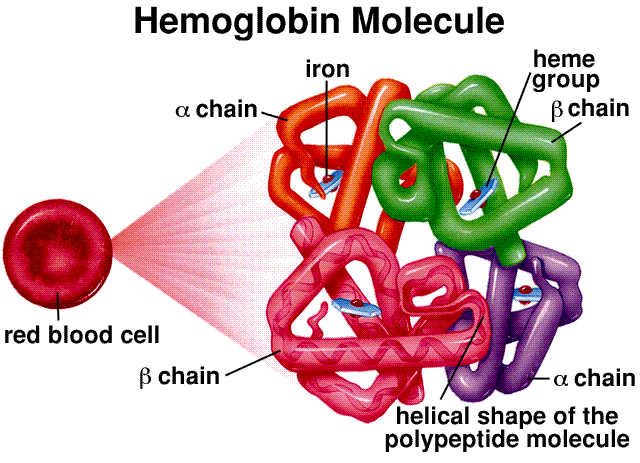 Hemoglobin Molecule
iron
heme
group
α chain
β chain
red blood cell
β chain
α chain
helical shape of the
polypeptide molecule